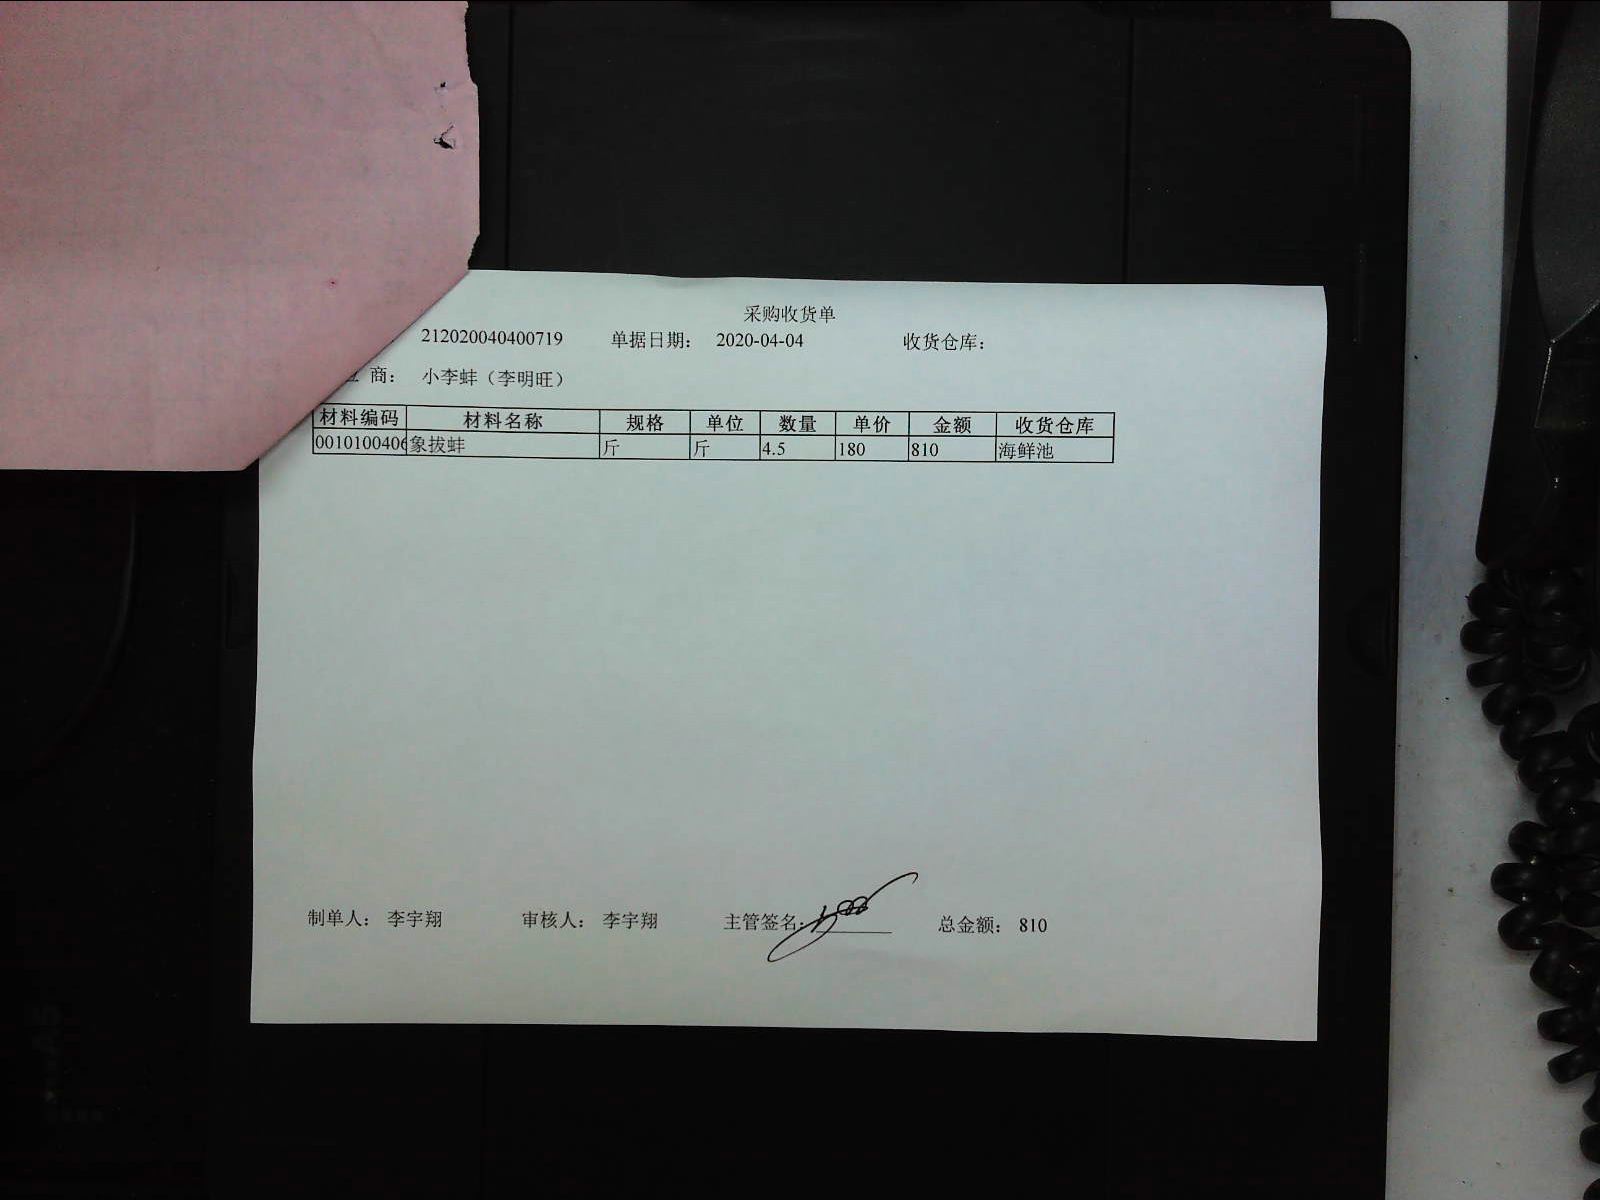 采购收货单
212020040400719 单据日期: 2020-04-04 收货仓库:
商: 小李蚌（李明旺）
材料编码 材料名称 规格 单位 数量 单价 金额 收货仓库
0010100406 象拔蚌 斤 斤 4.5 180 810 海鲜池
制单人: 李宇翔 审核人: 李宇翔 主管签名: 总金额: 810